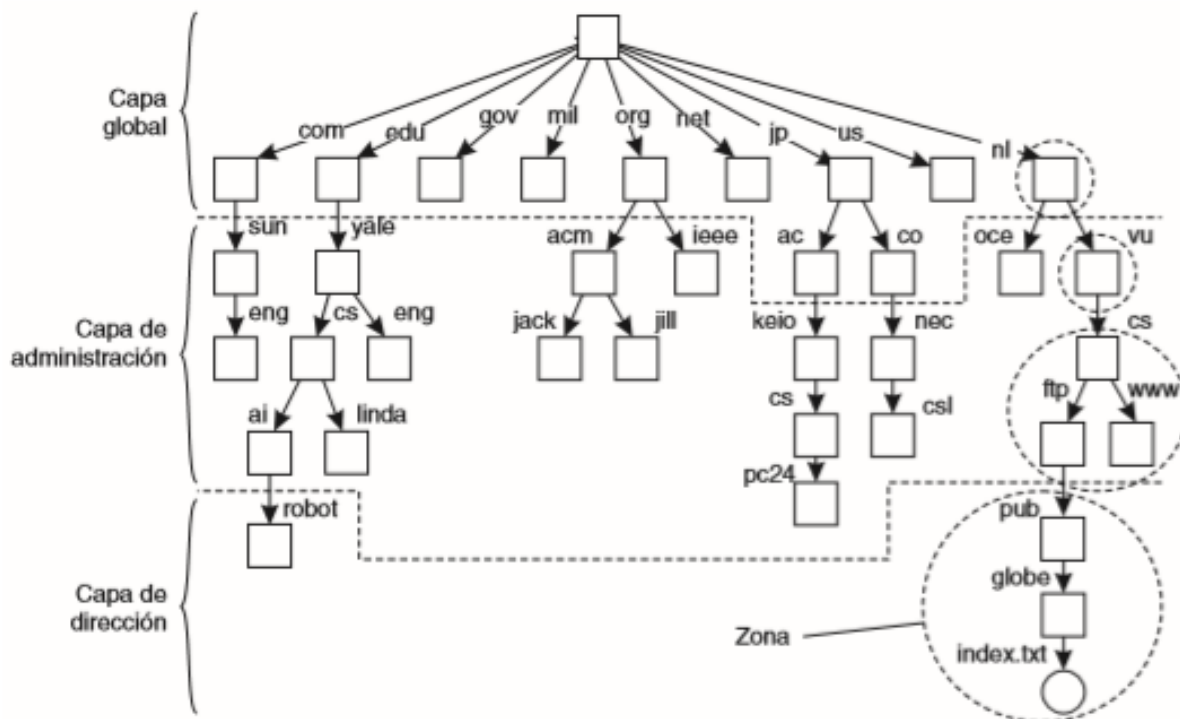 Capa
global
com
edu
gov
mil
org
net
jp
us
nl
sun
yale
acm
ieee
ac
co
oce
vu
Capa de
administración
eng
cs
eng
jack
jill
keio
nec
cs
ai
linda
cs
csl
ftp
www
pc24
robot
pub
Capa de
dirección
globe
Zona
index.txt